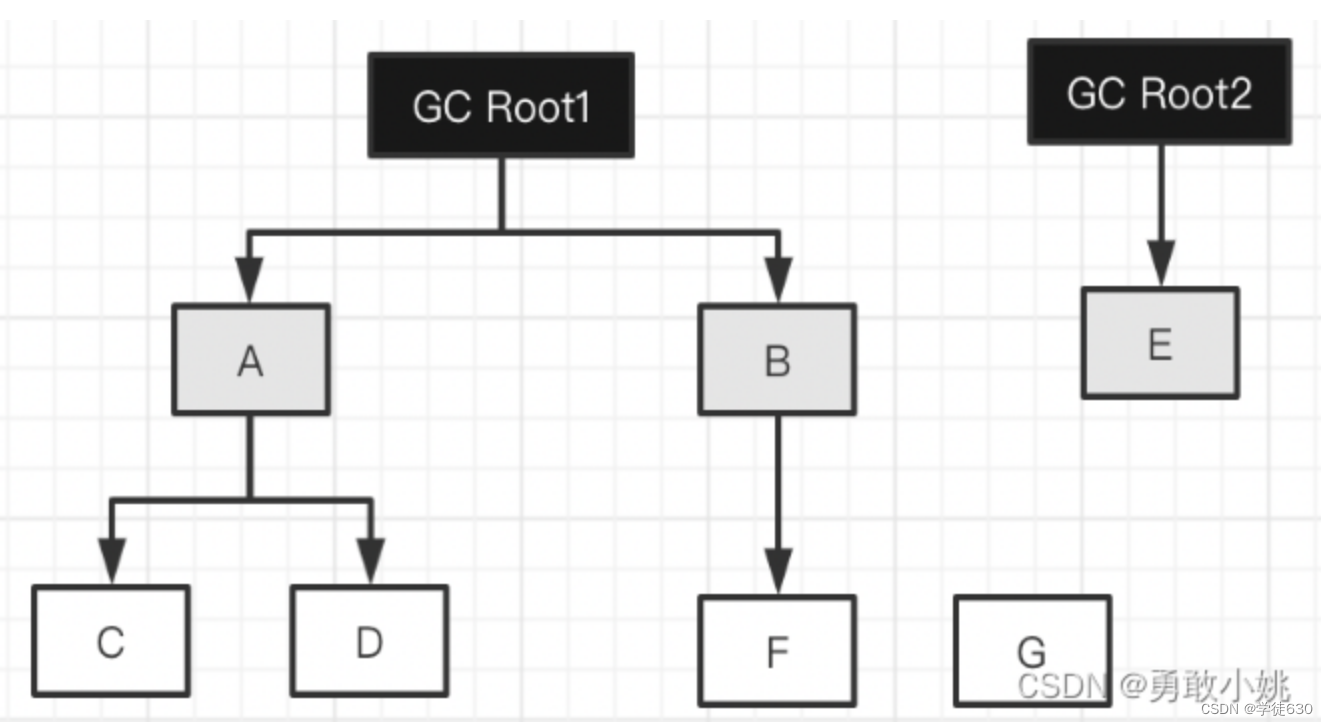 GC Root1
GC Root2
A
B
E
C
D
F
G
CSDN @勇敢小姚
CSDN @学徒630